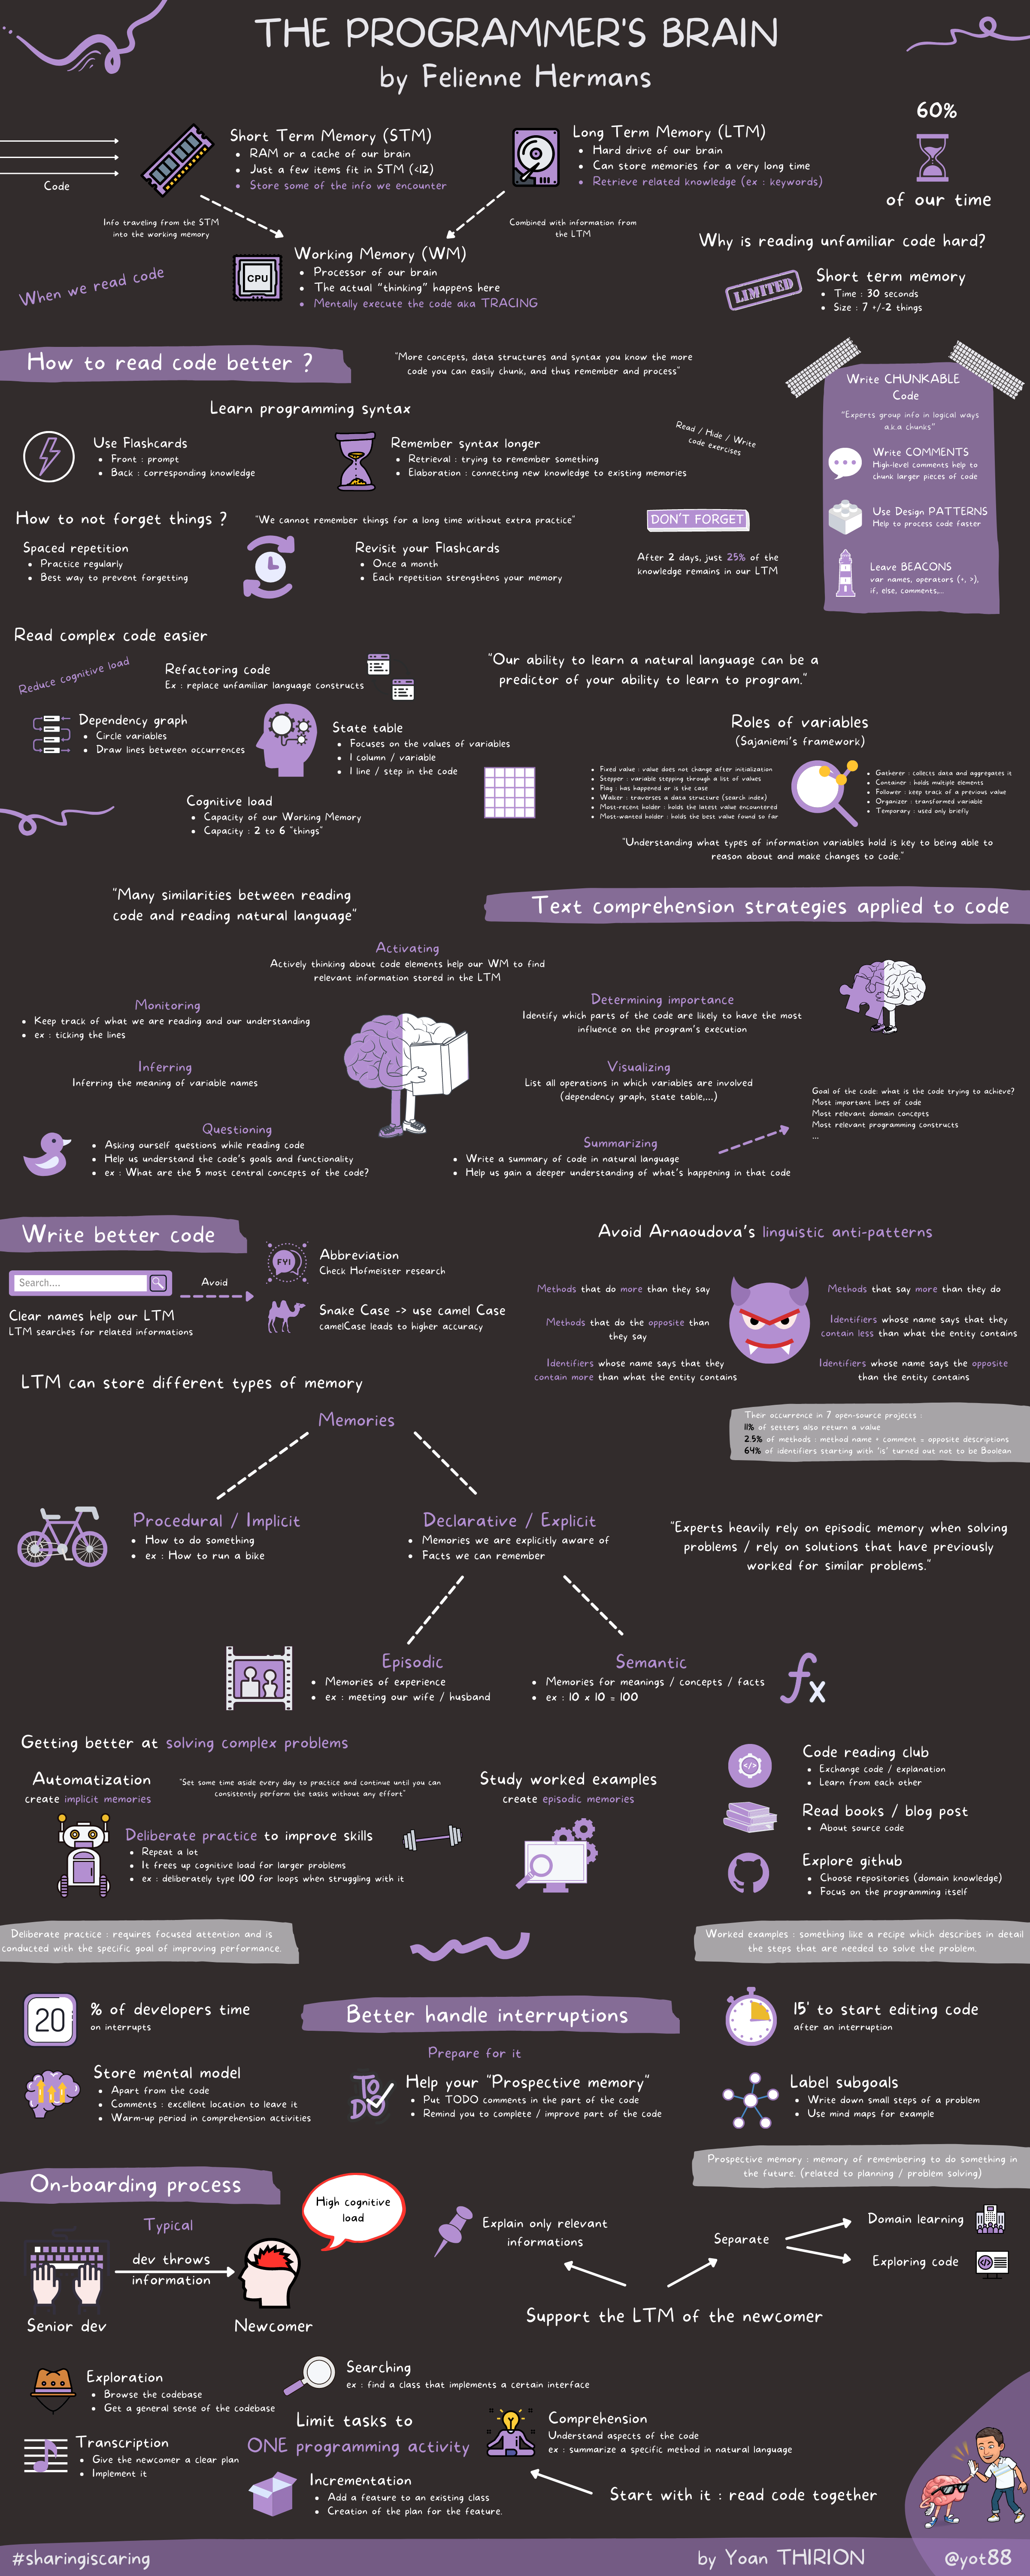 THE PROGRAMMER'S BRAIN
by Felienne Hermans
Code
Short Term Memory (STM)
RAM or a cache of our brain
Just a few items fit in STM (<12)
Store some of the info we encounter
Long Term Memory (LTM)
Hard drive of our brain
Can store memories for a very long time
Retrieve related knowledge (ex : keywords)
60%
of our time
Info traveling from the STM
into the working memory
Combined with information from
the LTM
When we read code
CPU
Working Memory (WM)
Processor of our brain
The actual "thinking" happens here
Mentally execute the code aka TRACING
Why is reading unfamiliar code hard?
LIMITED
Short term memory
Time : 30 seconds
Size : 7 +/-2 things
How to read code better ?
"More concepts, data structures and syntax you know the more
code you can easily chunk, and thus remember and process"
Learn programming syntax
Use Flashcards
Front : prompt
Back : corresponding knowledge
Remember syntax longer
Retrieval : trying to remember something
Elaboration : connecting new knowledge to existing memories
Read / Hide / Write
code exercises
Write CHUNKABLE
Code
"Experts group info in logical ways
a.k.a chunks"
Write COMMENTS
High-level comments help to
chunk larger pieces of code
Use Design PATTERNS
Help to process code faster
Leave BEACONS
var names, operators (+, >),
if, else, comments,...
How to not forget things ?
"We cannot remember things for a long time without extra practice"
DON'T FORGET
Spaced repetition
Practice regularly
Best way to prevent forgetting
Revisit your Flashcards
Once a month
Each repetition strengthens your memory
After 2 days, just 25% of the
knowledge remains in our LTM
Read complex code easier
Reduce cognitive load
Refactoring code
Ex : replace unfamiliar language constructs
"Our ability to learn a natural language can be a
predictor of your ability to learn to program."
Dependency graph
Circle variables
Draw lines between occurrences
State table
Focuses on the values of variables
1 column / variable
1 line / step in the code
Cognitive load
Capacity of our Working Memory
Capacity : 2 to 6 "things"
Roles of variables
(Sajaniemi's framework)
Fixed value : value does not change after initialization
Stepper : variable stepping through a list of values
Flag : has happened or is the case
Walker : traverses a data structure (search index)
Most-recent holder : holds the latest value encountered
Most-wanted holder : holds the best value found so far
Gatherer : collects data and aggregates it
Container : holds multiple elements
Follower : keep track of a previous value
Organizer : transformed variable
Temporary : used only briefly
"Understanding what types of information variables hold is key to being able to
reason about and make changes to code."
"Many similarities between reading
code and reading natural language"
Text comprehension strategies applied to code
Activating
Actively thinking about code elements help our WM to find
relevant information stored in the LTM
Monitoring
Keep track of what we are reading and our understanding
ex : ticking the lines
Determining importance
Identify which parts of the code are likely to have the most
influence on the program's execution
Inferring
Inferring the meaning of variable names
Visualizing
List all operations in which variables are involved
(dependency graph, state table,...)
Questioning
Asking ourself questions while reading code
Help us understand the code's goals and functionality
ex : What are the 5 most central concepts of the code?
Summarizing
Write a summary of code in natural language
Help us gain a deeper understanding of what's happening in that code
Goal of the code: what is the code trying to achieve?
Most important lines of code
Most relevant domain concepts
Most relevant programming constructs
...
Write better code
Search....
Avoid
Clear names help our LTM
LTM searches for related informations
FYI
Abbreviation
Check Hofmeister research
Snake Case -> use camel Case
camelCase leads to higher accuracy
Avoid Arnaoudova's linguistic anti-patterns
Methods that do more than they say
Methods that do the opposite than
they say
Identifiers whose name says that they
contain more than what the entity contains
Methods that say more than they do
Identifiers whose name says that they
contain less than what the entity contains
Identifiers whose name says the opposite
than the entity contains
Their occurrence in 7 open-source projects :
11% of setters also return a value
2.5% of methods : method name + comment = opposite descriptions
64% of identifiers starting with 'is' turned out not to be Boolean
LTM can store different types of memory
Memories
Procedural / Implicit
How to do something
ex : How to run a bike
Declarative / Explicit
Memories we are explicitly aware of
Facts we can remember
"Experts heavily rely on episodic memory when solving
problems / rely on solutions that have previously
worked for similar problems."
Episodic
Memories of experience
ex : meeting our wife / husband
Semantic
Memories for meanings / concepts / facts
ex : 10 x 10 = 100
fx
Getting better at solving complex problems
Automatization
create implicit memories
"Set some time aside every day to practice and continue until you can
consistently perform the tasks without any effort"
Deliberate practice to improve skills
Repeat a lot
It frees up cognitive load for larger problems
ex : deliberately type 100 for loops when struggling with it
Study worked examples
create episodic memories
Code reading club
Exchange code / explanation
Learn from each other
Read books / blog post
About source code
Explore github
Choose repositories (domain knowledge)
Focus on the programming itself
Deliberate practice : requires focused attention and is
conducted with the specific goal of improving performance.
Worked examples : something like a recipe which describes in detail
the steps that are needed to solve the problem.
20
% of developers time
on interrupts
Better handle interruptions
15' to start editing code
after an interruption
Prepare for it
Store mental model
Apart from the code
Comments : excellent location to leave it
Warm-up period in comprehension activities
TO
DO
Help your "Prospective memory"
Put TODO comments in the part of the code
Remind you to complete / improve part of the code
Label subgoals
Write down small steps of a problem
Use mind maps for example
Prospective memory : memory of remembering to do something in
the future. (related to planning / problem solving)
On-boarding process
Typical
dev throws
information
Senior dev
Newcomer
High cognitive
load
Explain only relevant
informations
Separate
Domain learning
Exploring code
Support the LTM of the newcomer
Exploration
Browse the codebase
Get a general sense of the codebase
Searching
ex : find a class that implements a certain interface
Limit tasks to
ONE programming activity
Transcription
Give the newcomer a clear plan
Implement it
Comprehension
Understand aspects of the code
ex : summarize a specific method in natural language
Incrementation
Add a feature to an existing class
Creation of the plan for the feature.
Start with it : read code together
#sharingiscaring
by Yoan THIRION
@yot88